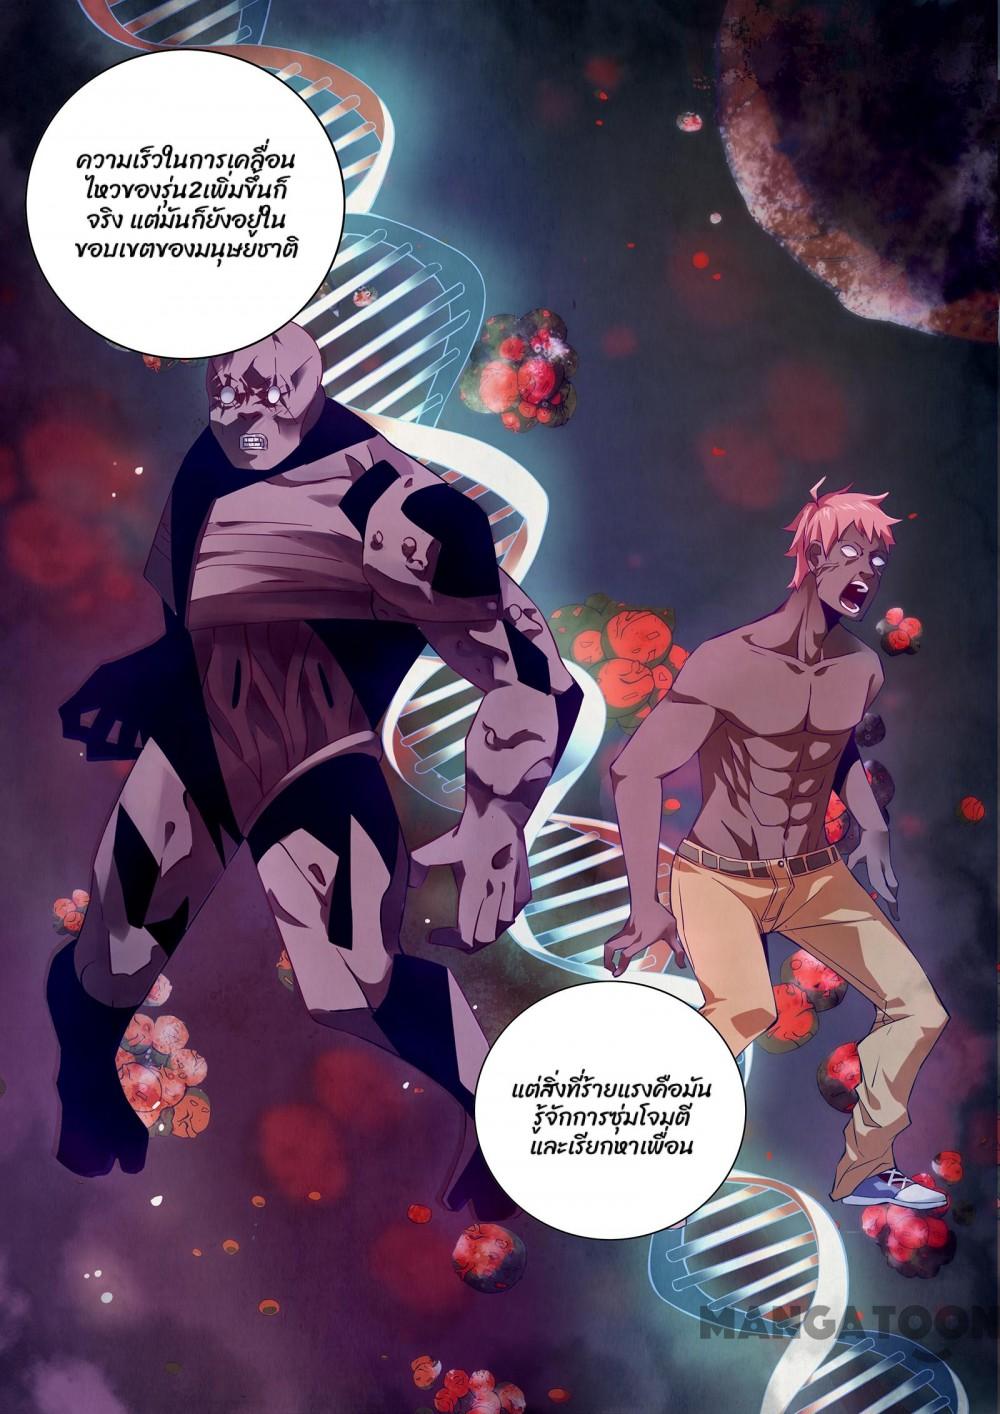 ความเร็วในการเคลื่อน
ไหวของรุ่น2เพิ่มขึ้นก็
จริง แต่มันก็ยังอยู่ใน
ขอบเขตของมนุษยชาติ
แต่สิ่งที่ร้ายแรงคือมัน
รู้จักการซุ่มโจมตี
และเรียกหาเพื่อน
MANGATOON